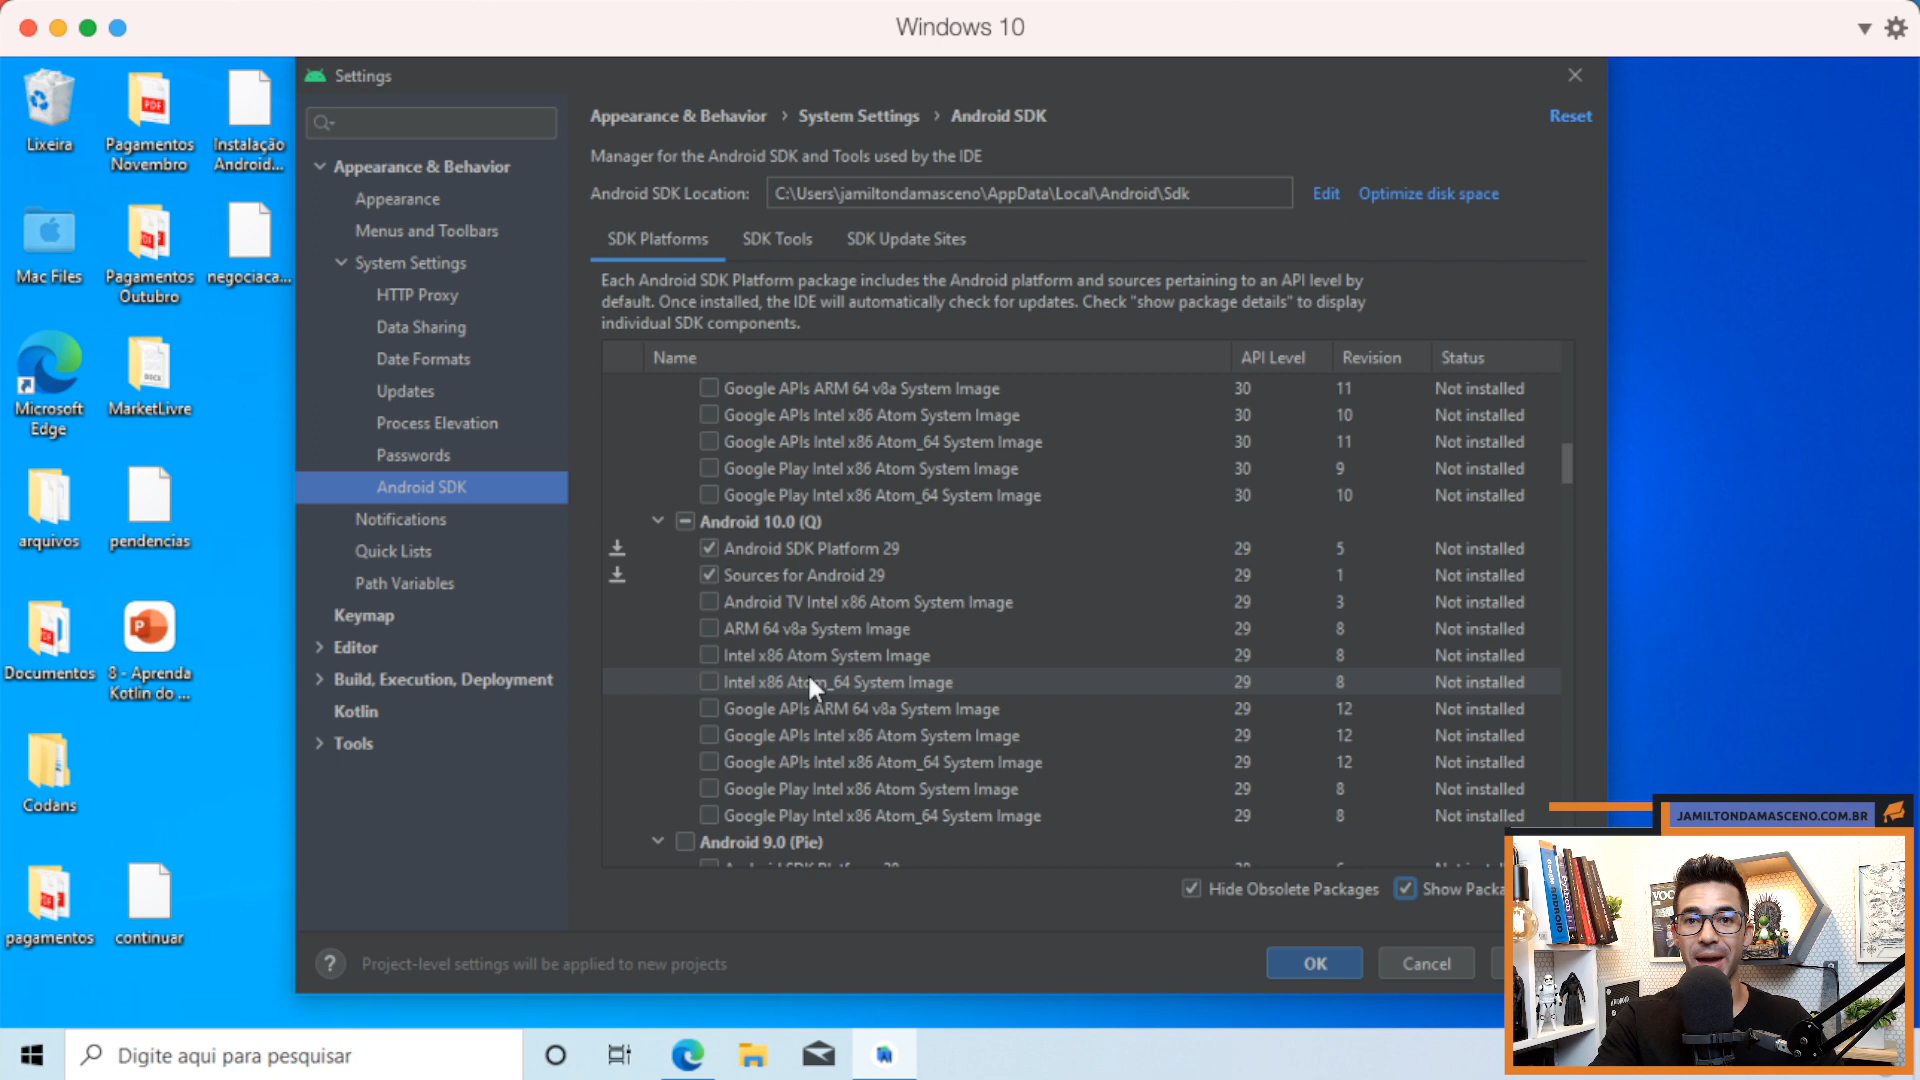 Windows 10
Lixeira
Pagamentos
Novembro
Instalação
Android...
Mac Files
Pagamentos
Outubro
negociaca...
Microsoft
Edge
MarketLivre
arquivos
pendencias
Documentos
8 - Aprenda
Kotlin do ...
Codans
pagamentos
continuar
Settings
Appearance & Behavior
Appearance
Menus and Toolbars
System Settings
HTTP Proxy
Data Sharing
Date Formats
Updates
Process Elevation
Passwords
Android SDK
Notifications
Quick Lists
Path Variables
Keymap
Editor
Build, Execution, Deployment
Kotlin
Tools
Appearance & Behavior › System Settings › Android SDK
Reset
Manager for the Android SDK and Tools used by the IDE
Android SDK Location: C:\Users\jamiltondamasceno\AppData\Local\Android\Sdk Edit Optimize disk space
SDK Platforms SDK Tools SDK Update Sites
Each Android SDK Platform package includes the Android platform and sources pertaining to an API level by
default. Once installed, the IDE will automatically check for updates. Check "show package details" to display
individual SDK components.
Name API Level Revision Status
Google APIs ARM 64 v8a System Image 30 11 Not installed
Google APIs Intel x86 Atom System Image 30 10 Not installed
Google APIs Intel x86 Atom_64 System Image 30 11 Not installed
Google Play Intel x86 Atom System Image 30 9 Not installed
Google Play Intel x86 Atom_64 System Image 30 10 Not installed
Android 10.0 (Q)
Android SDK Platform 29 29 5 Not installed
Sources for Android 29 29 1 Not installed
Android TV Intel x86 Atom System Image 29 3 Not installed
ARM 64 v8a System Image 29 8 Not installed
Intel x86 Atom System Image 29 8 Not installed
Intel x86 Atom_64 System Image 29 8 Not installed
Google APIs ARM 64 v8a System Image 29 12 Not installed
Google APIs Intel x86 Atom System Image 29 12 Not installed
Google APIs Intel x86 Atom_64 System Image 29 12 Not installed
Google Play Intel x86 Atom System Image 29 8 Not installed
Google Play Intel x86 Atom_64 System Image 29 8 Not installed
Android 9.0 (Pie)
Hide Obsolete Packages Show Packa
? Project-level settings will be applied to new projects
OK Cancel
JAMILTONDAMASCENO.COM.BR
Digite aqui para pesquisar